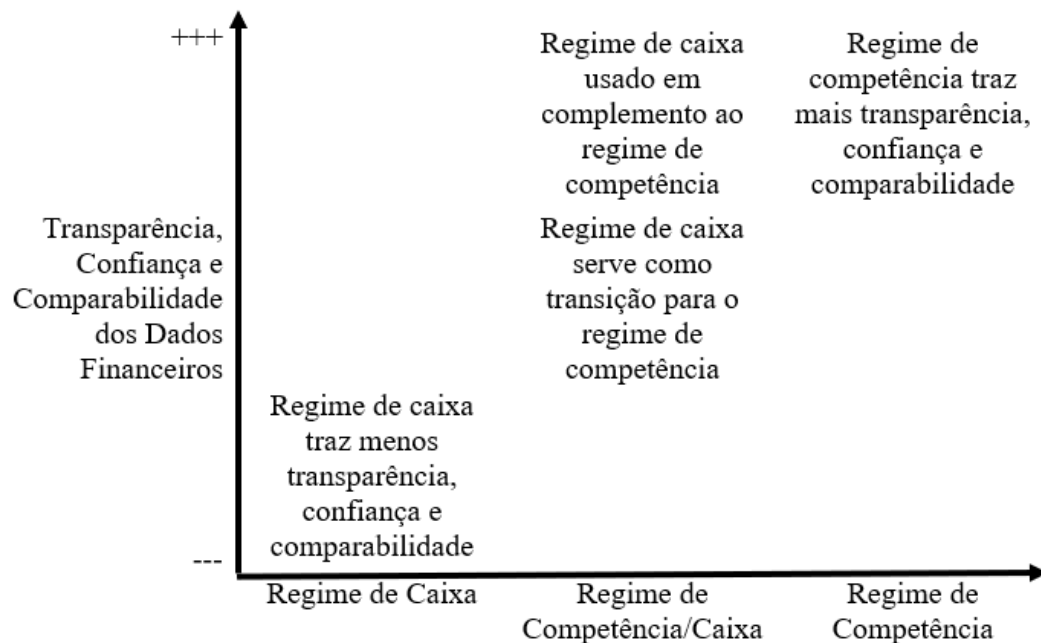 +++
Transparência,
Confiança e
Comparabilidade
dos Dados
Financeiros
---
Regime de caixa
usado em
complemento ao
regime de
competência
Regime de
competência traz
mais transparência,
confiança e
comparabilidade
Regime de caixa
serve como
transição para o
regime de
competência
Regime de caixa
traz menos
transparência,
confiança e
comparabilidade
Regime de Caixa
Regime de
Competência/Caixa
Regime de
Competência